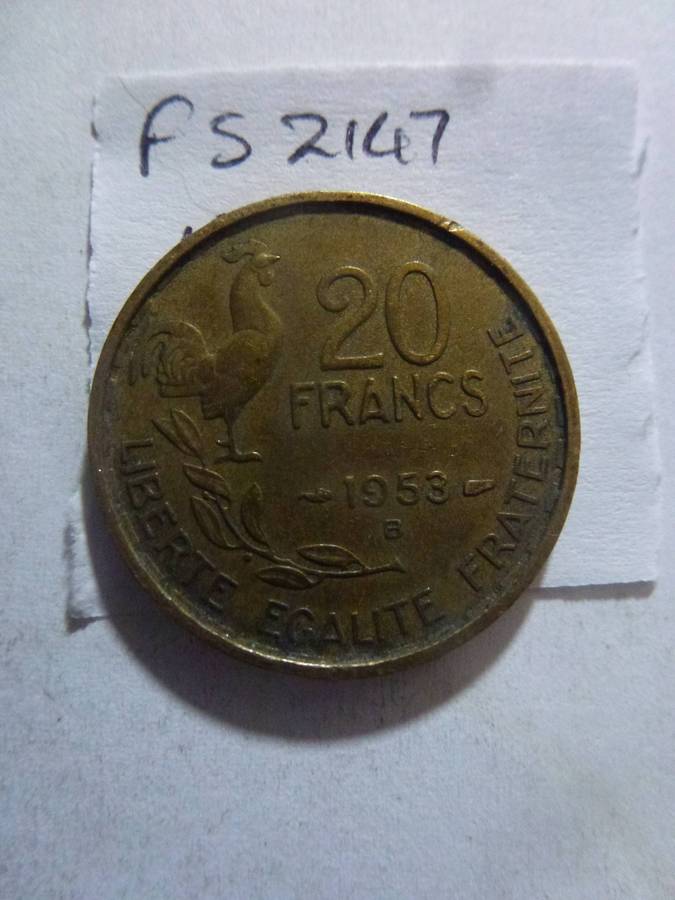 FS 2147
20
FRANCS
1953
B
LIBERTE EGALITE FRATERNITE